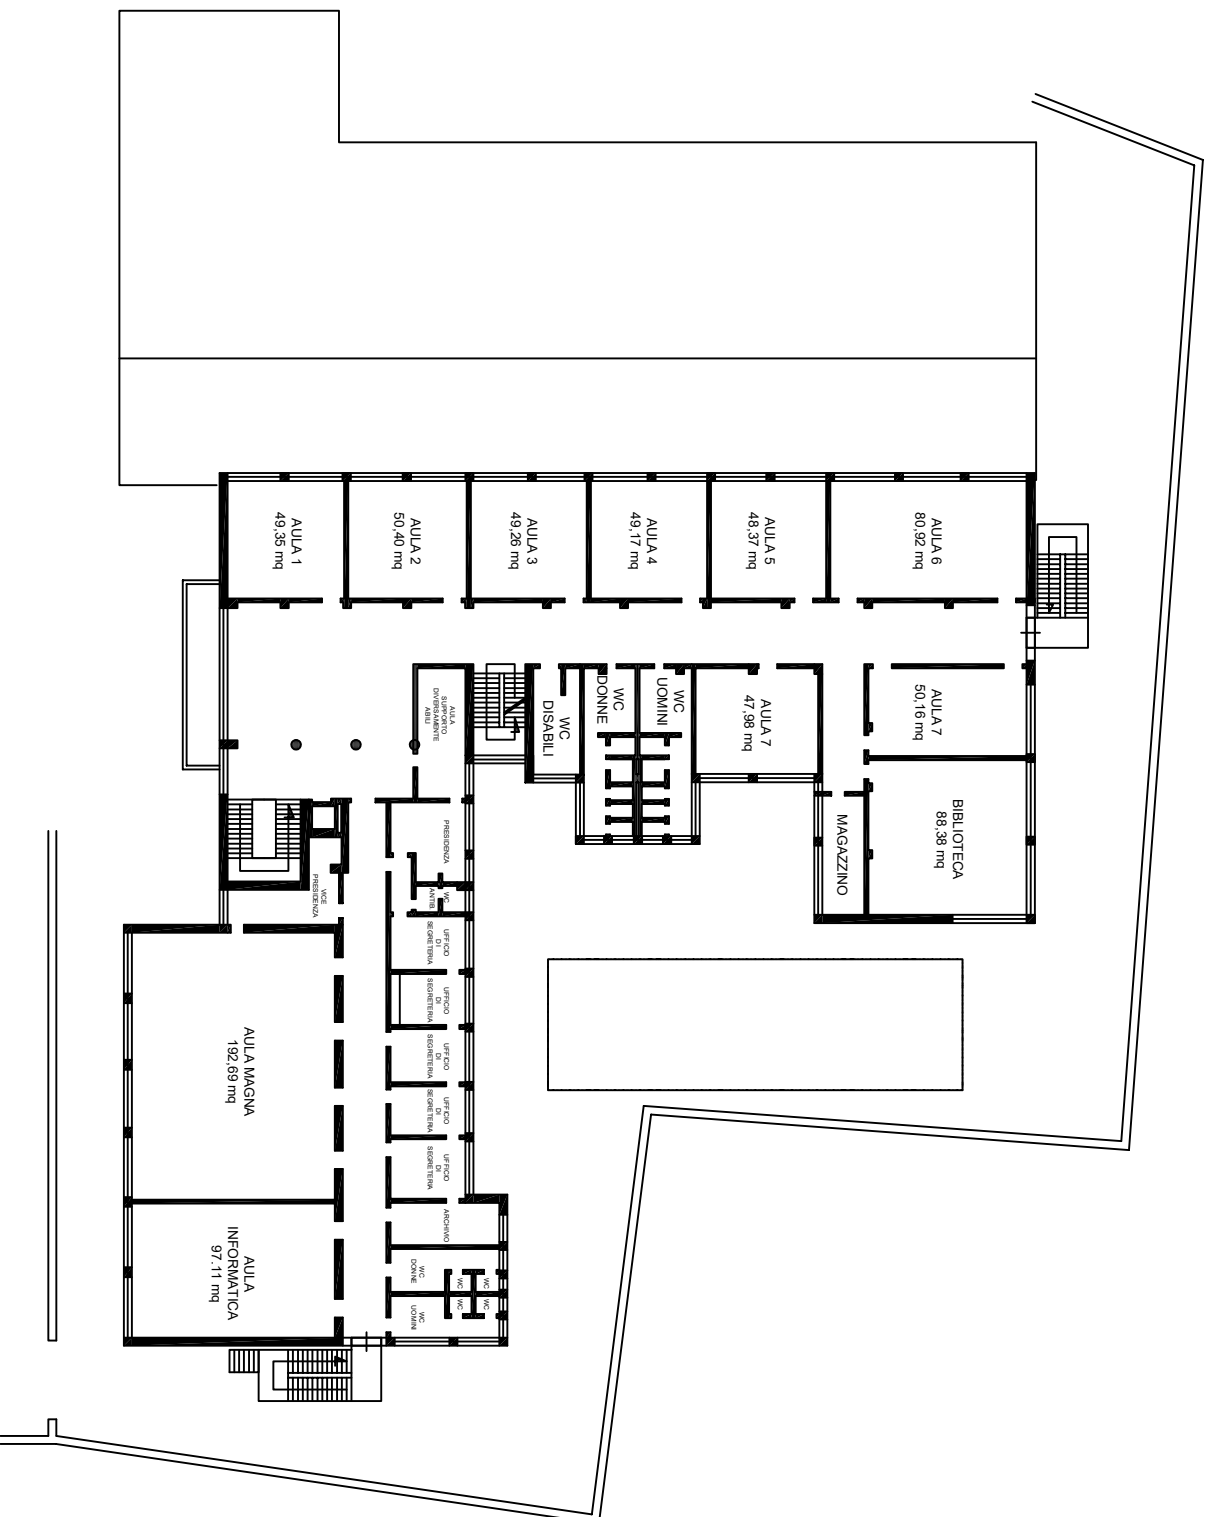 AULA 1
49,35 mq
AULA 2
50,40 mq
AULA 3
49,26 mq
AULA 4
49,17 mq
AULA 5
48,37 mq
AULA 6
80,92 mq
AULA
SUPPORTO
DIVERSAMENTE
ABILI
WC
DISABILI
WC
DONNE
WC
UOMINI
AULA 7
47,98 mq
AULA 7
50,16 mq
MAGAZZINO
BIBLIOTECA
88,38 mq
PRESIDENZA
WC
ANTIB.
VICE
PRESIDENZA
UFFICIO
DI
SEGRETERIA
UFFICIO
DI
SEGRETERIA
UFFICIO
DI
SEGRETERIA
UFFICIO
DI
SEGRETERIA
UFFICIO
DI
SEGRETERIA
AULA MAGNA
192,69 mq
ARCHIVIO
AULA
INFORMATICA
97.11 mq
WC
DONNE
WC
WC
WC
WC
WC
UOMINI